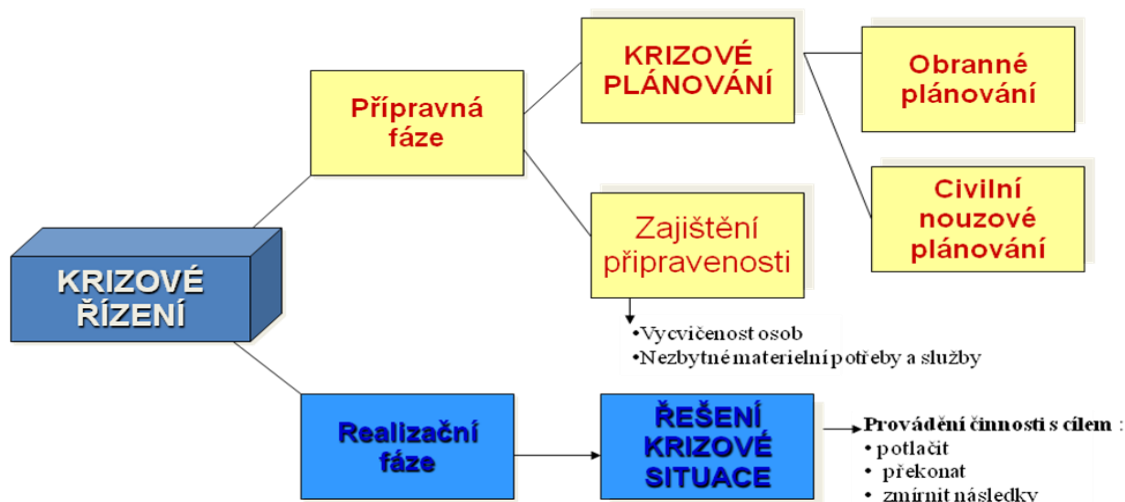 KRIZOVÉ
ŘÍZENÍ
Přípravná
fáze
KRIZOVÉ
PLÁNOVÁNÍ
Obranné
plánování
Civilní
nouzové
plánování
Zajištění
připravenosti
•Vycvičenost osob
•Nezbytné materielní potřeby a služby
Realizační
fáze
ŘEŠENÍ
KRIZOVÉ
SITUACE
Provádění činnosti s cílem :
• potlačit
• překonat
• zmírnit následky